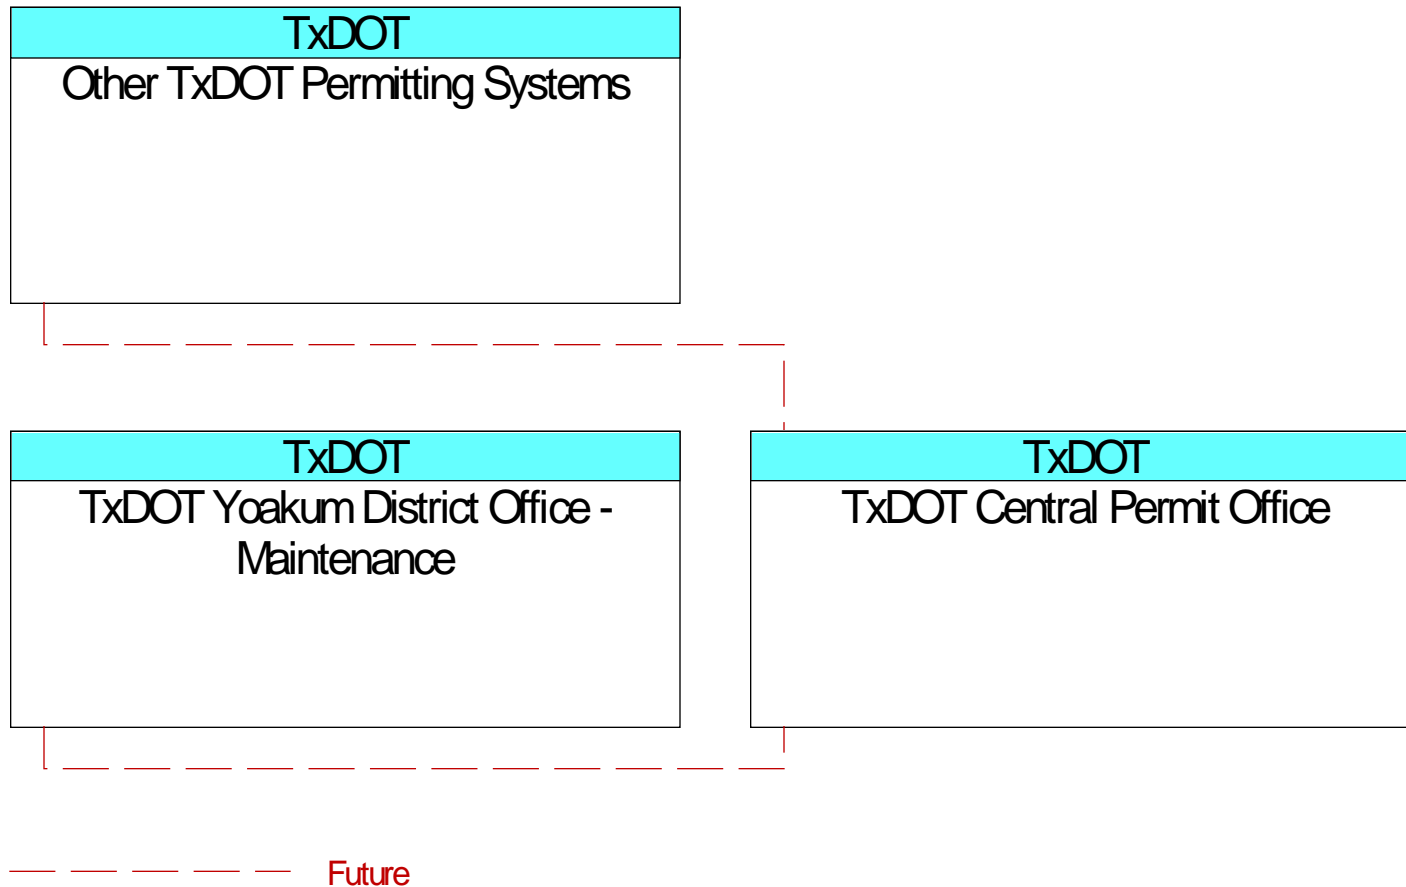 TxDOT
Other TxDOT Permitting Systems
TxDOT
TxDOT Yoakum District Office -
Maintenance
TxDOT
TxDOT Central Permit Office
Future